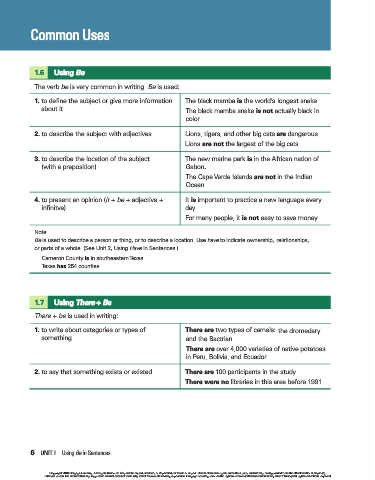 Common Uses
1.6 Using Be
The verb be is very common in writing. Be is used:
1. to define the subject or give more information
about it
The black mamba is the world's longest snake.
The black mamba snake is not actually black in
color.
2. to describe the subject with adjectives
Lions, tigers, and other big cats are dangerous.
Lions are not the largest of the big cats.
3. to describe the location of the subject
(with a preposition)
The new marine park is in the African nation of
Gabon.
The Cape Verde Islands are not in the Indian
Ocean.
4. to present an opinion (it + be + adjective +
infinitive)
It is important to practice a new language every
day.
For many people, it is not easy to save money.
Note
Be is used to describe a person or thing, or to describe a location. Use have to indicate ownership, relationships,
or parts of a whole. (See Unit 2, Using Have in Sentences.)
Cameron County is in southeastern Texas.
Texas has 254 counties.
1.7 Using There + Be
There + be is used in writing:
1. to write about categories or types of
something
There are two types of camels: the dromedary
and the Bactrian.
There are over 4,000 varieties of native potatoes
in Peru, Bolivia, and Ecuador.
2. to say that something exists or existed
There are 100 participants in the study.
There were no libraries in this area before 1991.
6 UNIT 1 Using Be in Sentences